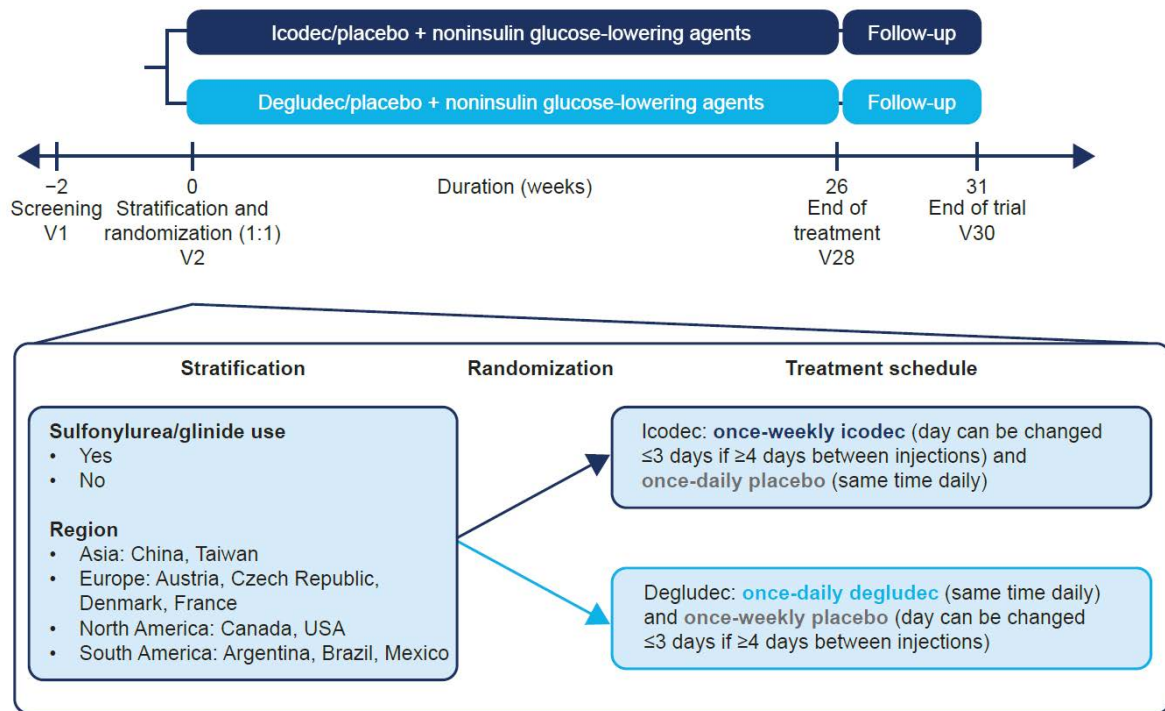 Icodec/placebo + noninsulin glucose-lowering agents
Follow-up
Degludec/placebo + noninsulin glucose-lowering agents
Follow-up
−2
Screening
V1
0
Stratification and
randomization (1:1)
V2
Duration (weeks)
26
End of
treatment
V28
31
End of trial
V30
Stratification
Randomization
Treatment schedule
Sulfonylurea/glinide use
• Yes
• No
Region
• Asia: China, Taiwan
• Europe: Austria, Czech Republic,
Denmark, France
• North America: Canada, USA
• South America: Argentina, Brazil, Mexico
Icodec: once-weekly icodec (day can be changed
≤3 days if ≥4 days between injections) and
once-daily placebo (same time daily)
Degludec: once-daily degludec (same time daily)
and once-weekly placebo (day can be changed
≤3 days if ≥4 days between injections)